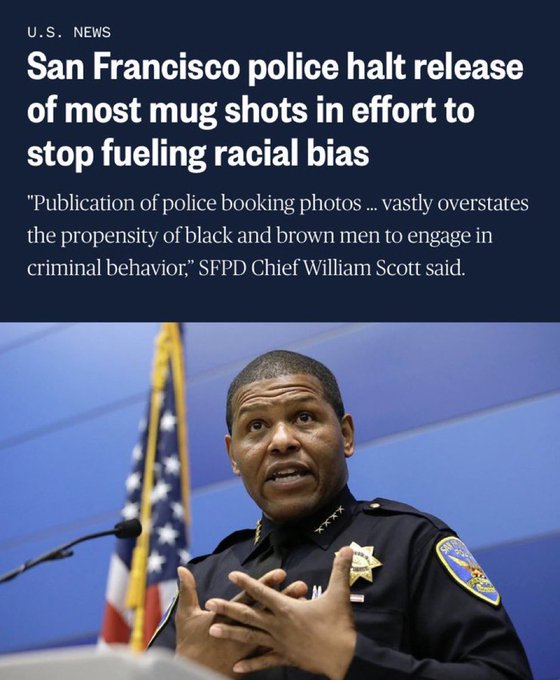 U.S. NEWS
San Francisco police halt release
of most mug shots in effort to
stop fueling racial bias
"Publication of police booking photos ... vastly overstates
the propensity of black and brown men to engage in
criminal behavior,” SFPD Chief William Scott said.